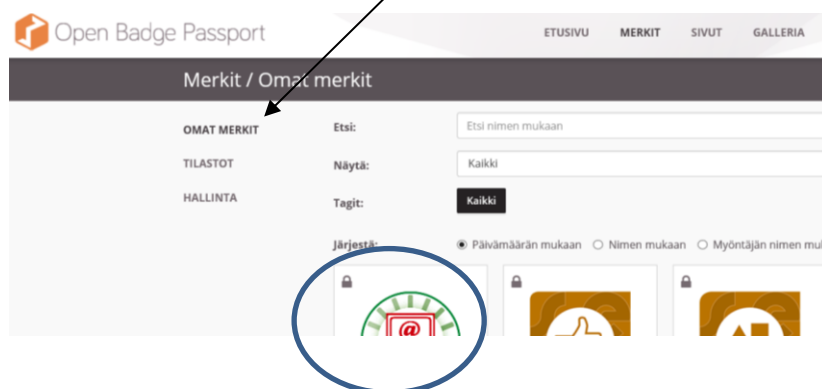 Open Badge Passport
ETUSIVU MERKIT SIVUT GALLERIA
Merkit / Omat merkit
OMAT MERKIT
TILASTOT
HALLINTA
Etsi: Etsi nimen mukaan
Näytä: Kaikki
Tagit: Kaikki
Järjestä: Päivämäärän mukaan Nimen mukaan Myöntäjän nimen
@